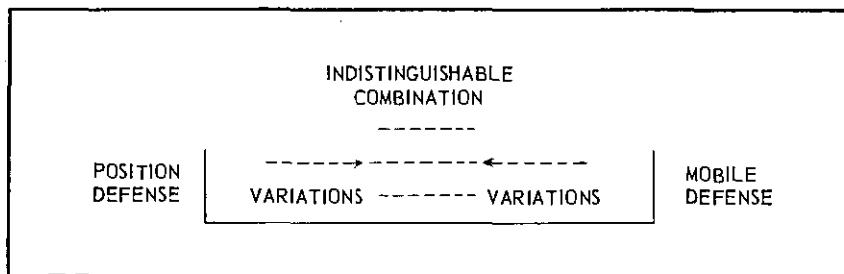 INDISTINGUISHABLE
COMBINATION
POSITION
DEFENSE
VARIATIONS
VARIATIONS
MOBILE
DEFENSE